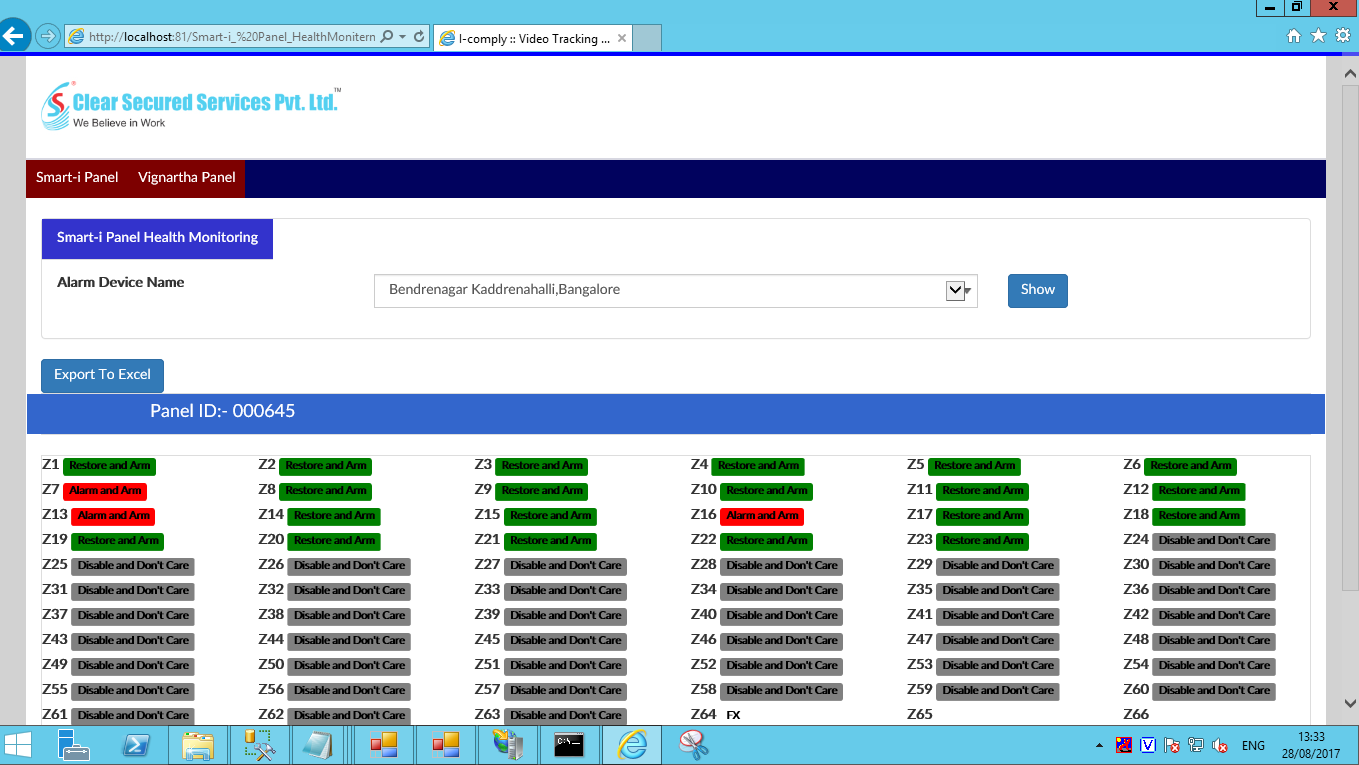 http://localhost:81/Smart-i_%20Panel_HealthMonitern
I-comply :: Video Tracking ...
Clear Secured Services Pvt. Ltd.™
We Believe in Work
Smart-i Panel Vignartha Panel
Smart-i Panel Health Monitoring
Alarm Device Name Bendrenagar Kaddrenahalli,Bangalore Show
Export To Excel
Panel ID:- 000645
Z1 Restore and Arm Z2 Restore and Arm Z3 Restore and Arm Z4 Restore and Arm Z5 Restore and Arm Z6 Restore and Arm
Z7 Alarm and Arm Z8 Restore and Arm Z9 Restore and Arm Z10 Restore and Arm Z11 Restore and Arm Z12 Restore and Arm
Z13 Alarm and Arm Z14 Restore and Arm Z15 Restore and Arm Z16 Alarm and Arm Z17 Restore and Arm Z18 Restore and Arm
Z19 Restore and Arm Z20 Restore and Arm Z21 Restore and Arm Z22 Restore and Arm Z23 Restore and Arm Z24 Disable and Don't Care
Z25 Disable and Don't Care Z26 Disable and Don't Care Z27 Disable and Don't Care Z28 Disable and Don't Care Z29 Disable and Don't Care Z30 Disable and Don't Care
Z31 Disable and Don't Care Z32 Disable and Don't Care Z33 Disable and Don't Care Z34 Disable and Don't Care Z35 Disable and Don't Care Z36 Disable and Don't Care
Z37 Disable and Don't Care Z38 Disable and Don't Care Z39 Disable and Don't Care Z40 Disable and Don't Care Z41 Disable and Don't Care Z42 Disable and Don't Care
Z43 Disable and Don't Care Z44 Disable and Don't Care Z45 Disable and Don't Care Z46 Disable and Don't Care Z47 Disable and Don't Care Z48 Disable and Don't Care
Z49 Disable and Don't Care Z50 Disable and Don't Care Z51 Disable and Don't Care Z52 Disable and Don't Care Z53 Disable and Don't Care Z54 Disable and Don't Care
Z55 Disable and Don't Care Z56 Disable and Don't Care Z57 Disable and Don't Care Z58 Disable and Don't Care Z59 Disable and Don't Care Z60 Disable and Don't Care
Z61 Disable and Don't Care Z62 Disable and Don't Care Z63 Disable and Don't Care Z64 FX Z65 Z66
ENG 13:33
28/08/2017